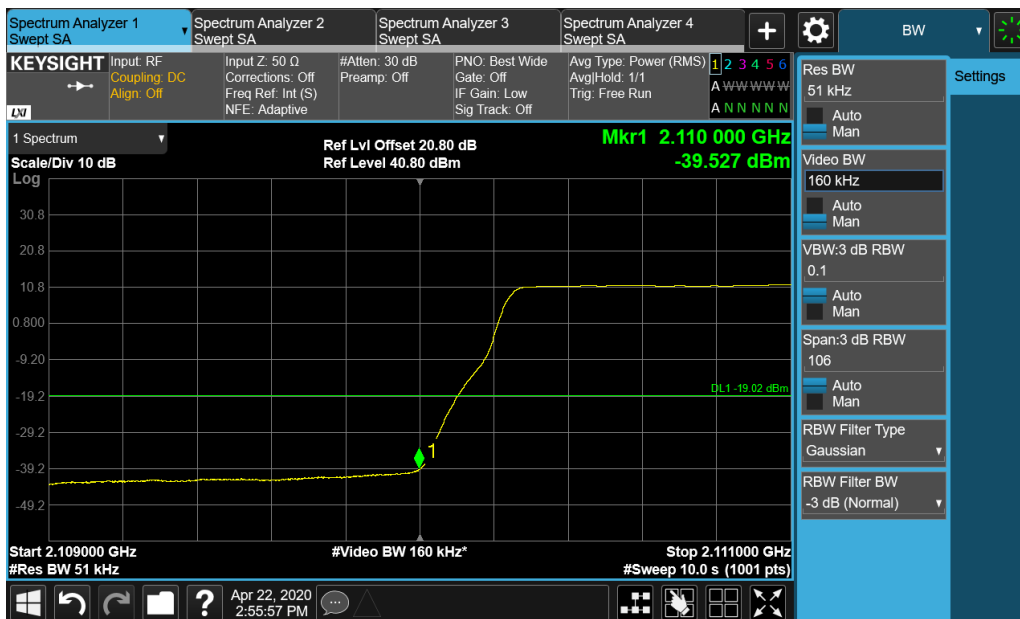 Spectrum Analyzer 1
Swept SA
Spectrum Analyzer 2
Swept SA
Spectrum Analyzer 3
Swept SA
Spectrum Analyzer 4
Swept SA
+
BW
KEYSIGHT
LXI
Input: RF
Coupling: DC
Align: Off
Input Z: 50 Ω
Corrections: Off
Freq Ref: Int (S)
NFE: Adaptive
#Atten: 30 dB
Preamp: Off
PNO: Best Wide
Gate: Off
IF Gain: Low
Sig Track: Off
Avg Type: Power (RMS)
Avg|Hold: 1/1
Trig: Free Run
1 2 3 4 5 6
A W W W W W
A N N N N N
1 Spectrum
Scale/Div 10 dB
Log
Ref Lvl Offset 20.80 dB
Ref Level 40.80 dBm
Mkr1 2.110 000 GHz
-39.527 dBm
30.8
20.8
10.8
0.800
-9.20
-19.2
-29.2
-39.2
-49.2
DL1 -19.02 dBm
1
Start 2.109000 GHz
#Res BW 51 kHz
#Video BW 160 kHz*
Stop 2.111000 GHz
#Sweep 10.0 s (1001 pts)
Res BW
51 kHz
Auto
Man
Video BW
160 kHz
Auto
Man
VBW:3 dB RBW
0.1
Auto
Man
Span:3 dB RBW
106
Auto
Man
RBW Filter Type
Gaussian
RBW Filter BW
-3 dB (Normal)
Settings
?
Apr 22, 2020
2:55:57 PM